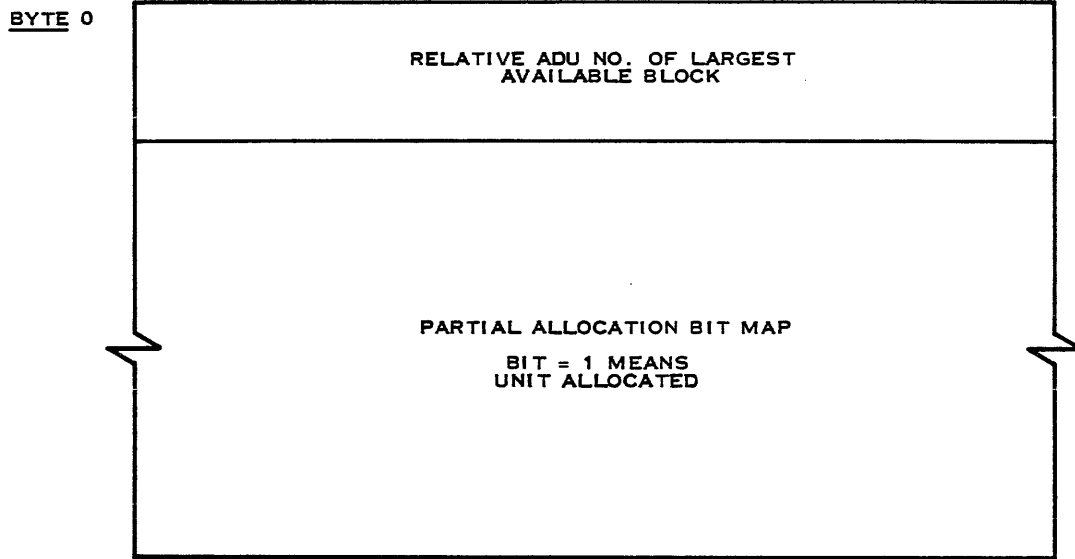 BYTE 0
RELATIVE ADU NO. OF LARGEST
AVAILABLE BLOCK
PARTIAL ALLOCATION BIT MAP
BIT = 1 MEANS
UNIT ALLOCATED